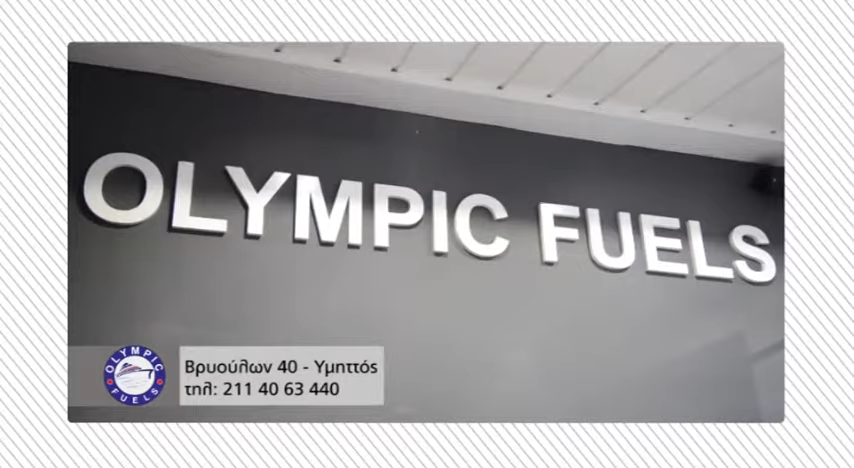 OLYMPIC FUELS
OLYMPIC
FUELS
Βρυούλων 40 - Υμηττός
τηλ: 211 40 63 440